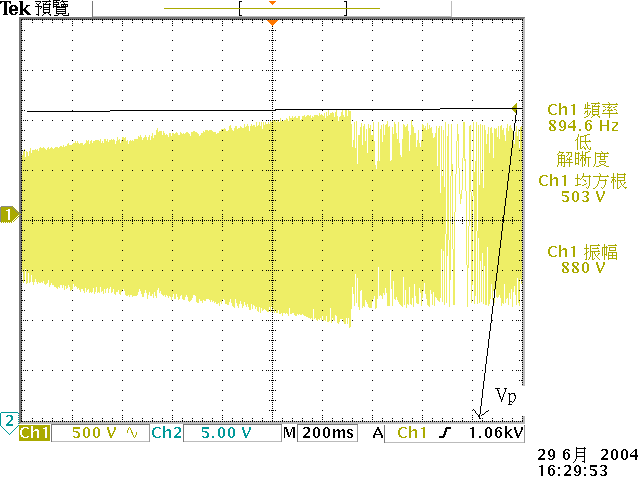 Tek 預覽
Ch1 頻率
894.6 Hz
低
解晰度
Ch1 均方根
503 V
Ch1 振幅
880 V
1
2
Vp
Ch1 500 V Ch2 5.00 V M 200ms A Ch1 1.06kV
29 6月 2004
16:29:53